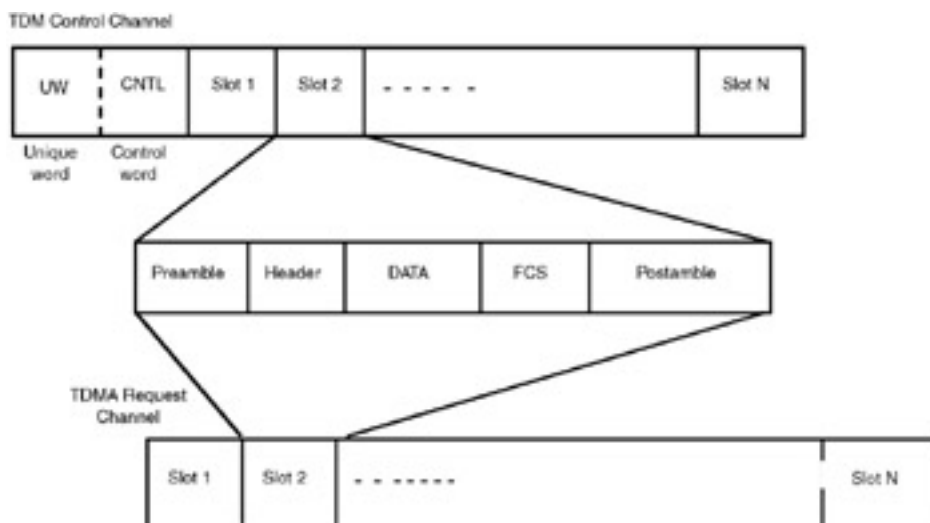 TDM Control Channel
UW
CNTL
Slot 1
Slot 2
Slot N
Unique
word
Control
word
Preamble
Header
DATA
FCS
Postamble
TDMA Request
Channel
Slot 1
Slot 2
Slot N